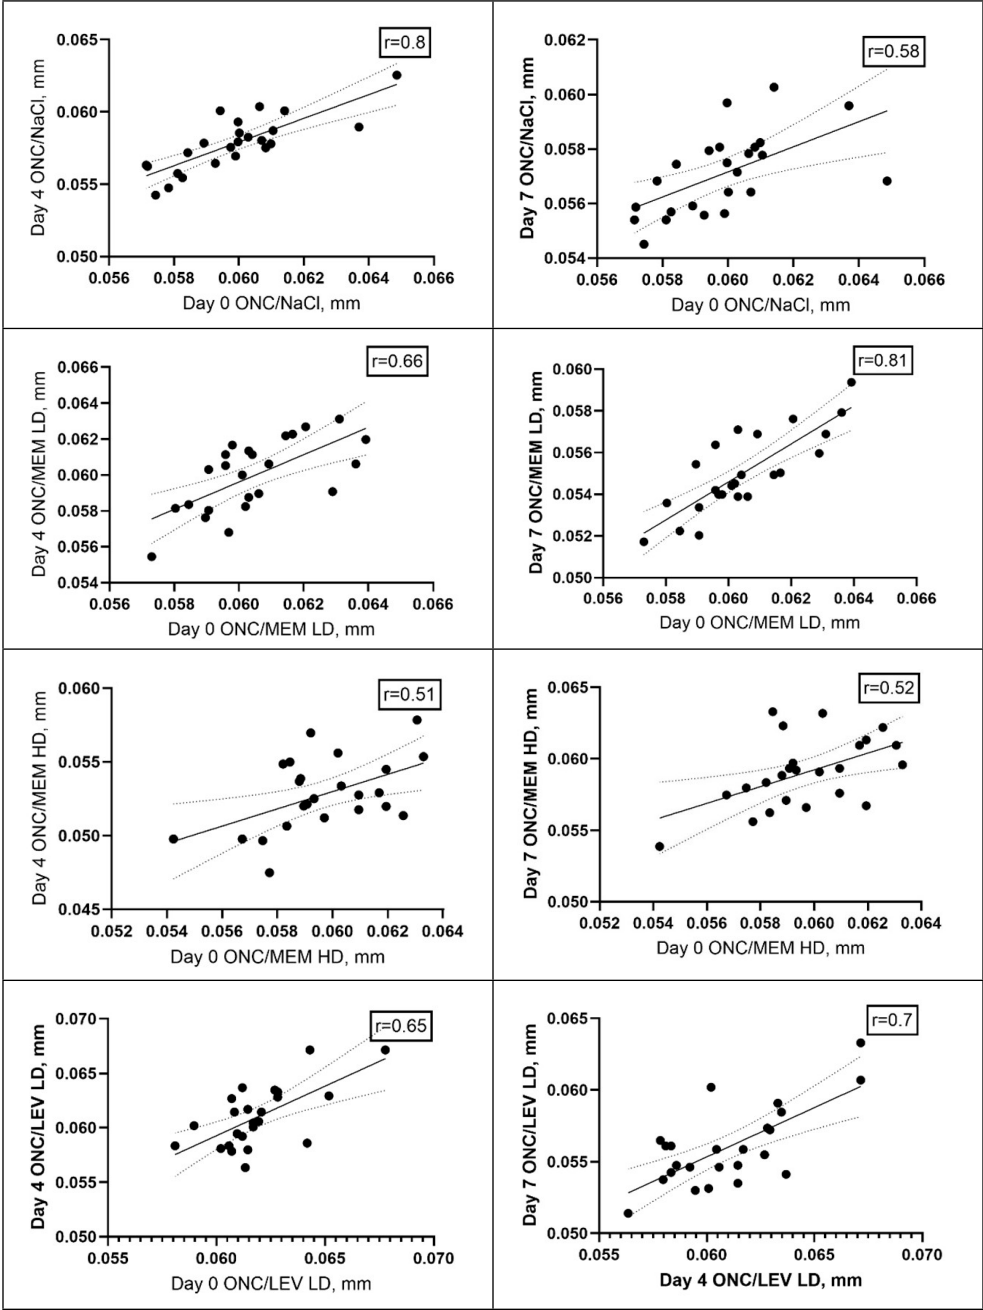 r=0.8
Day 4 ONC/NaCl, mm
0.065
0.060
0.055
0.050
0.056 0.058 0.060 0.062 0.064 0.066
Day 0 ONC/NaCl, mm
r=0.58
Day 7 ONC/NaCl, mm
0.062
0.060
0.058
0.056
0.054
0.056 0.058 0.060 0.062 0.064 0.066
Day 0 ONC/NaCl, mm
r=0.66
Day 4 ONC/MEM LD, mm
0.066
0.064
0.062
0.060
0.058
0.056
0.054
0.056 0.058 0.060 0.062 0.064 0.066
Day 0 ONC/MEM LD, mm
r=0.81
Day 7 ONC/MEM LD, mm
0.060
0.058
0.056
0.054
0.052
0.050
0.056 0.058 0.060 0.062 0.064 0.066
Day 0 ONC/MEM LD, mm
r=0.51
Day 4 ONC/MEM HD, mm
0.060
0.055
0.050
0.045
0.052 0.054 0.056 0.058 0.060 0.062 0.064
Day 0 ONC/MEM HD, mm
r=0.52
Day 7 ONC/MEM HD, mm
0.065
0.060
0.055
0.050
0.052 0.054 0.056 0.058 0.060 0.062 0.064
Day 0 ONC/MEM HD, mm
r=0.65
Day 4 ONC/LEV LD, mm
0.070
0.065
0.060
0.055
0.050
0.055 0.060 0.065 0.070
Day 0 ONC/LEV LD, mm
r=0.7
Day 7 ONC/LEV LD, mm
0.065
0.060
0.055
0.050
0.055 0.060 0.065 0.070
Day 4 ONC/LEV LD, mm